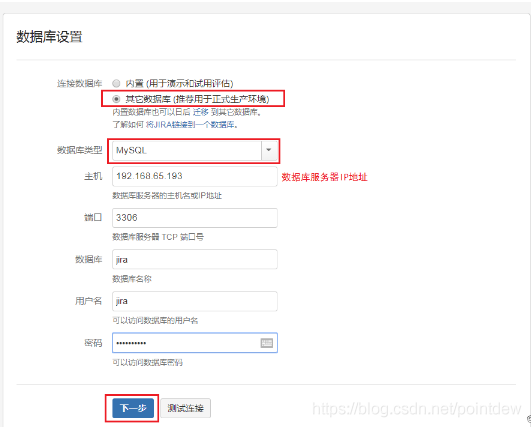 数据库设置
连接数据库 内置 (用于演示和试用评估)
其它数据库 (推荐用于正式生产环境)
内置数据库也可以日后 迁移 到其它数据库。
了解如何 将JIRA链接到一个数据库。
数据库类型 MySQL
主机 192.168.65.193 数据库服务器IP地址
数据库服务器的主机名或IP地址
端口 3306
数据库服务器 TCP 端口号
数据库 jira
数据库名称
用户名 jira
可以访问数据库的用户名
密码 ••••••••••
可以访问数据库密码
下一步 测试连接
https://blog.csdn.net/pointdew